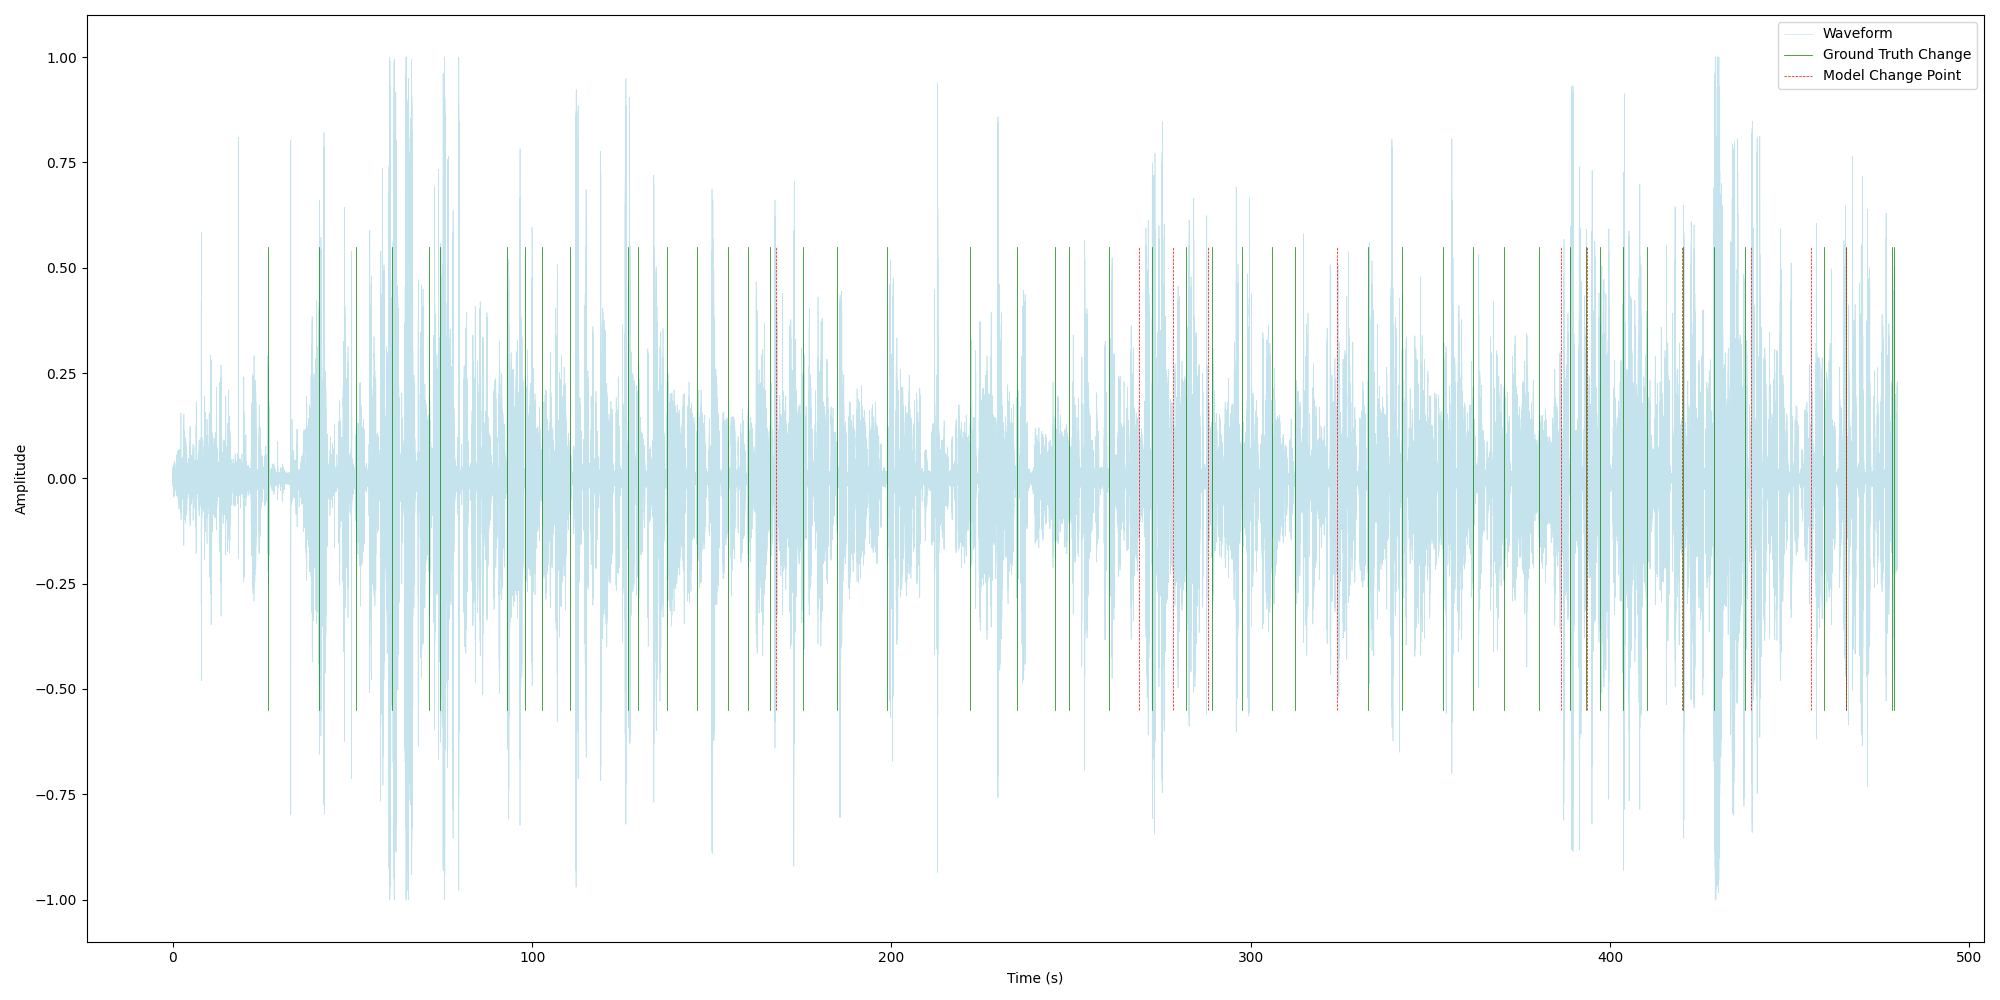 Waveform
Ground Truth Change
Model Change Point
1.00
0.75
0.50
0.25
0.00
−0.25
−0.50
−0.75
−1.00
Amplitude
0 100 200 300 400 500
Time (s)